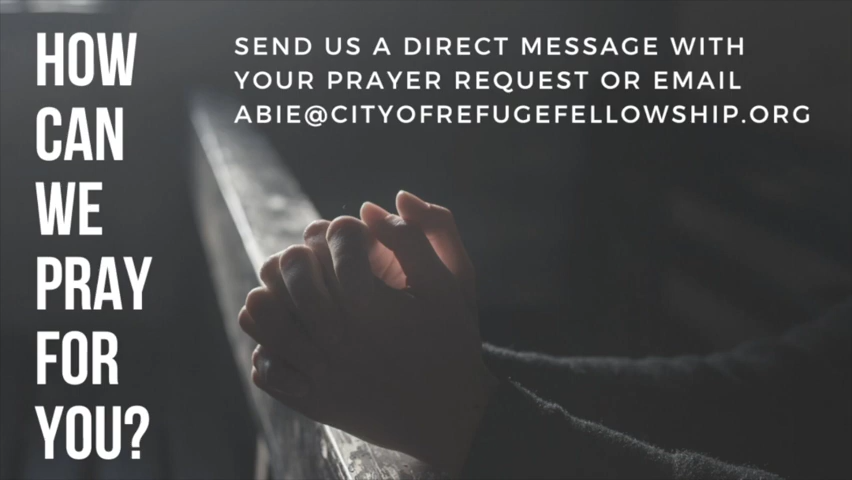 HOW
CAN
WE
PRAY
FOR
YOU?
SEND US A DIRECT MESSAGE WITH
YOUR PRAYER REQUEST OR EMAIL
ABIE@CITYOFREFUGEFELLOWSHIP.ORG